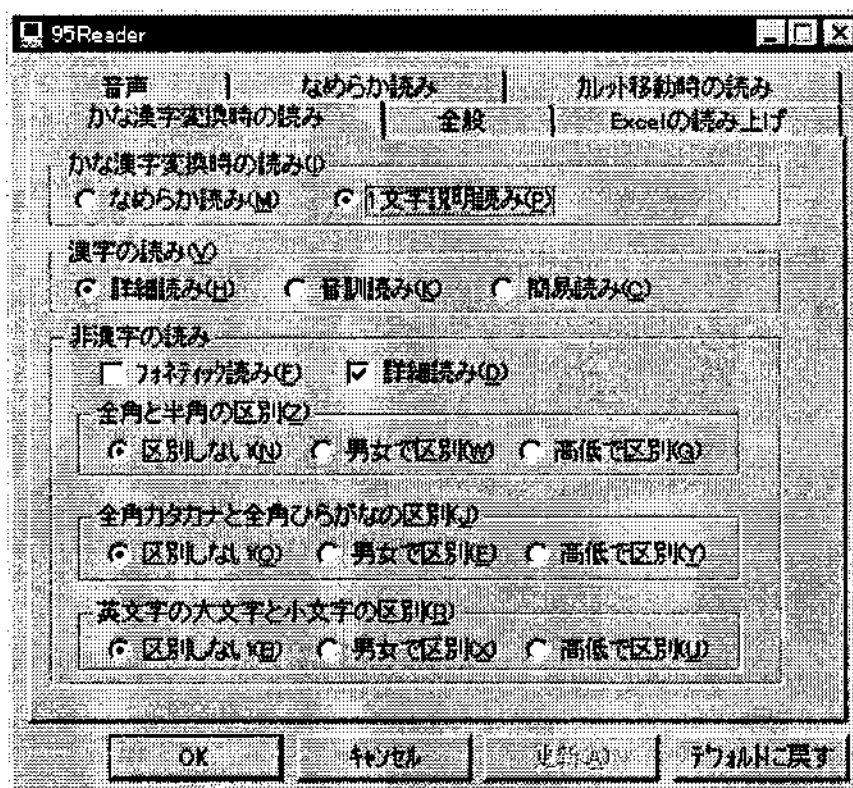 95Reader
音声 なめらか読み カレット移動時の読み
かな漢字変換時の読み 全般 Excelの読み上げ
かな漢字変換時の読み(I)
なめらか読み(M) 1文字説明読み(P)
漢字の読み(V)
詳細読み(H) 音訓読み(K) 簡易読み(C)
非漢字の読み
フォネティック読み(F) 詳細読み(D)
全角と半角の区別(Z)
区別しない(N) 男女で区別(W) 高低で区別(G)
全角カタカナと全角ひらがなの区別(J)
区別しない(O) 男女で区別(E) 高低で区別(Y)
英文字の大文字と小文字の区別(R)
区別しない(B) 男女で区別(X) 高低で区別(U)
OK キャンセル 更新(A) デフォルトに戻す